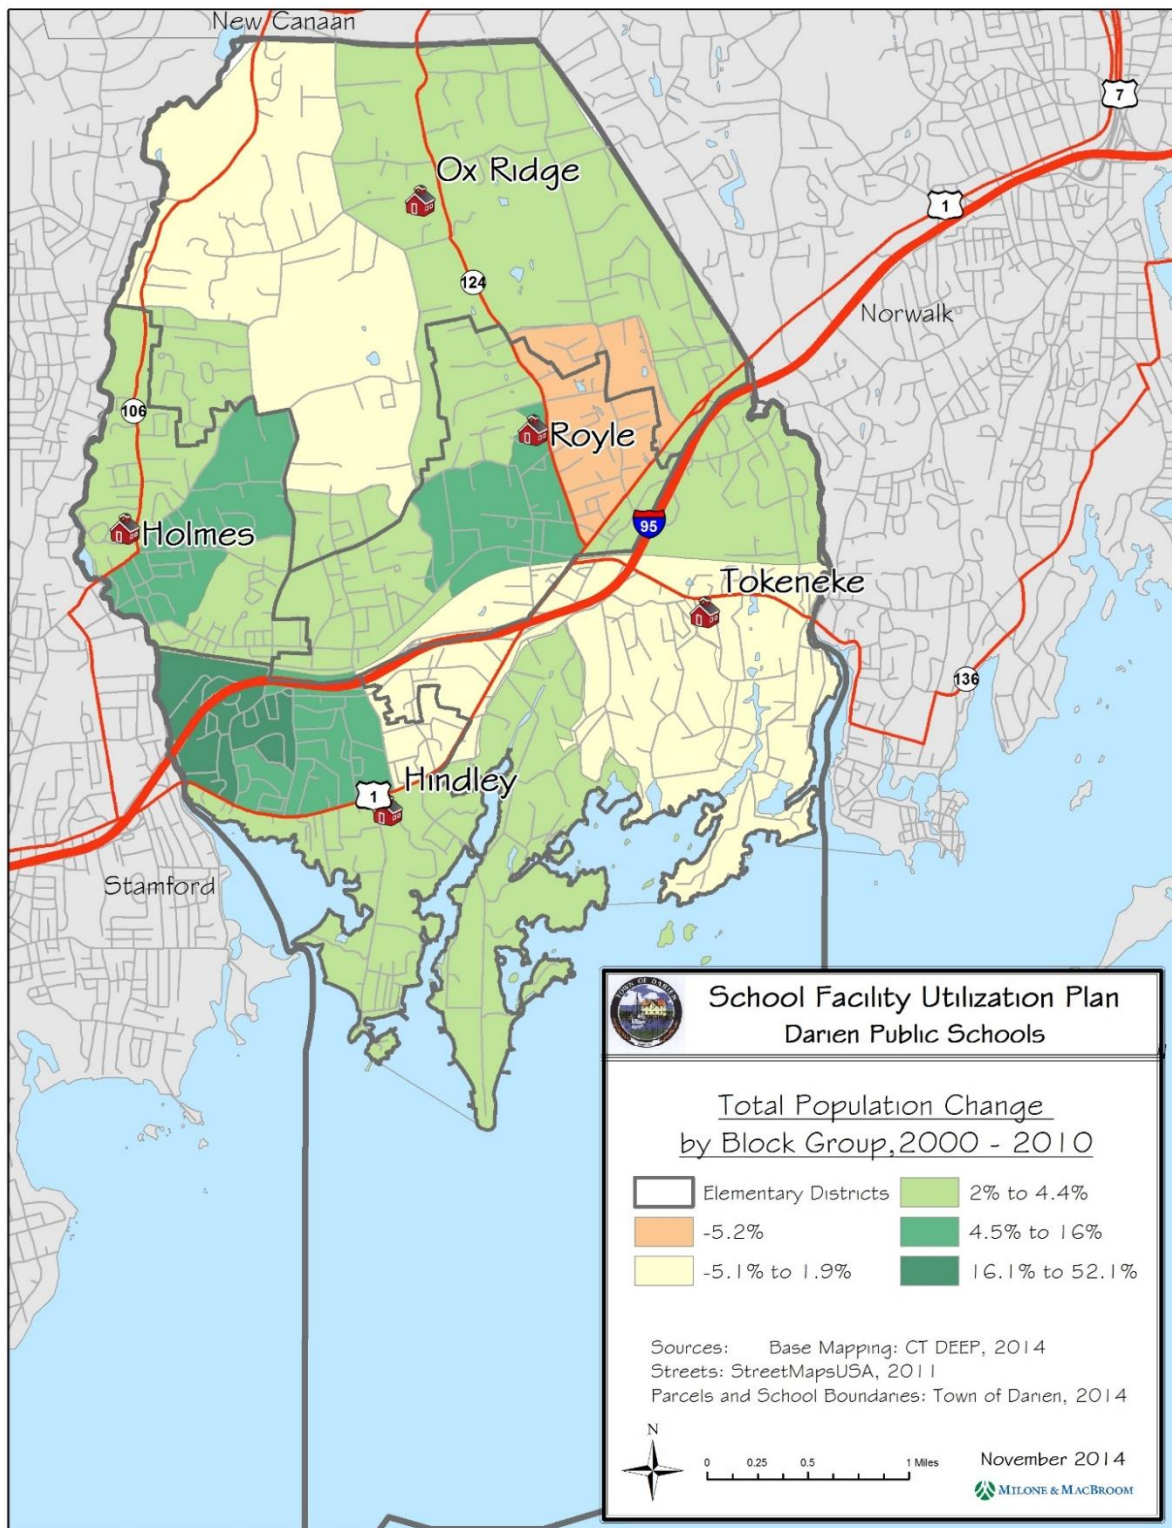 New Canaan
7
Ox Ridge
1
124
Norwalk
106
Royle
95
Holmes
Tokeneke
136
Hindley
1
Stamford
TOWN OF DARIEN
School Facility Utilization Plan
Darien Public Schools
Total Population Change
by Block Group, 2000 - 2010
Elementary Districts
2% to 4.4%
-5.2%
4.5% to 16%
-5.1% to 1.9%
16.1% to 52.1%
Sources: Base Mapping: CT DEEP, 2014
Streets: StreetMapsUSA, 2011
Parcels and School Boundaries: Town of Darien, 2014
N
0 0.25 0.5 1 Miles
November 2014
MILONE & MACBROOM